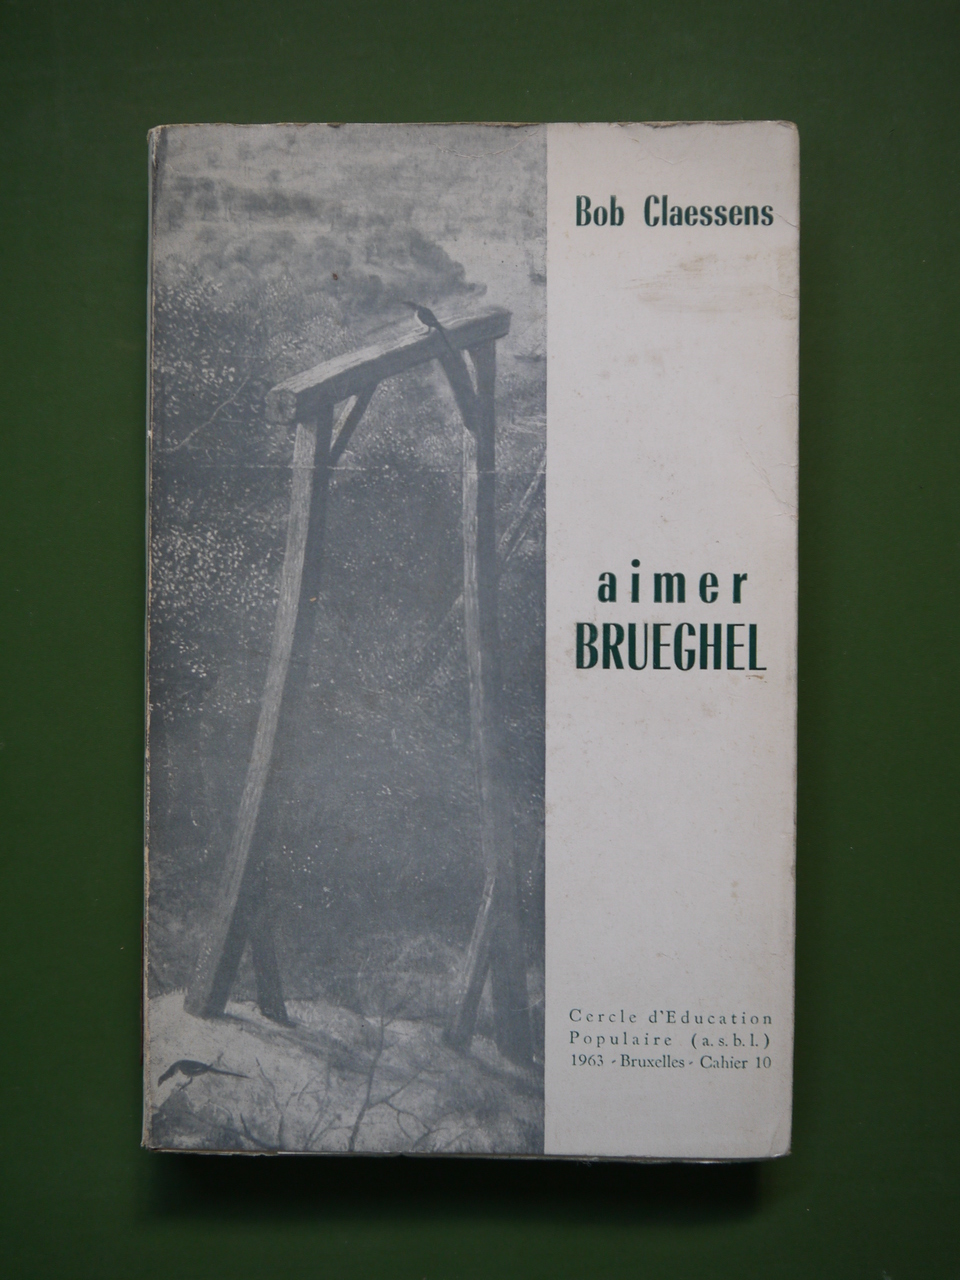 Bob Claessens
aimer
BRUEGHEL
Cercle d'Education
Populaire (a.s.b.l.)
1963 - Bruxelles - Cahier 10